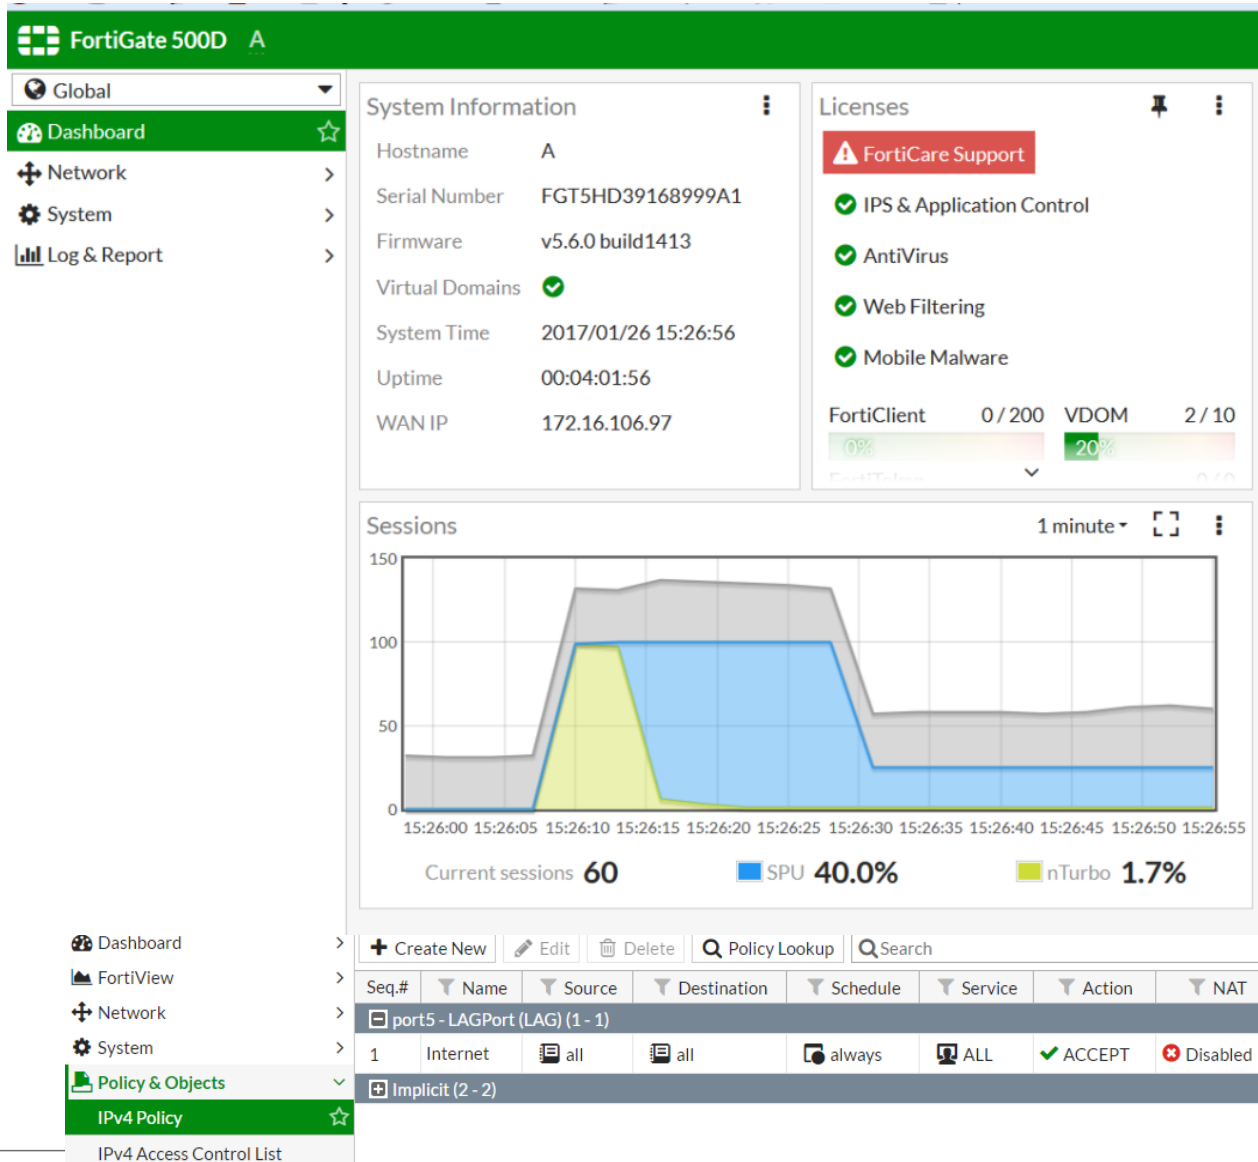 FortiGate 500D A
Global
Dashboard
Network
System
Log & Report
System Information
Hostname A
Serial Number FGT5HD39168999A1
Firmware v5.6.0 build1413
Virtual Domains
System Time 2017/01/26 15:26:56
Uptime 00:04:01:56
WAN IP 172.16.106.97
Licenses
FortiCare Support
IPS & Application Control
AntiVirus
Web Filtering
Mobile Malware
FortiClient 0 / 200 VDOM 2 / 10
0% 20%
FortiToken 0 / 0
Sessions 1 minute
150
100
50
0
15:26:00 15:26:05 15:26:10 15:26:15 15:26:20 15:26:25 15:26:30 15:26:35 15:26:40 15:26:45 15:26:50 15:26:55
Current sessions 60 SPU 40.0% nTurbo 1.7%
Dashboard
FortiView
Network
System
Policy & Objects
IPv4 Policy
IPv4 Access Control List
Create New Edit Delete Policy Lookup Search
Seq.# Name Source Destination Schedule Service Action NAT
port5 - LAGPort (LAG) (1 - 1)
1 Internet all all always ALL ACCEPT Disabled
Implicit (2 - 2)